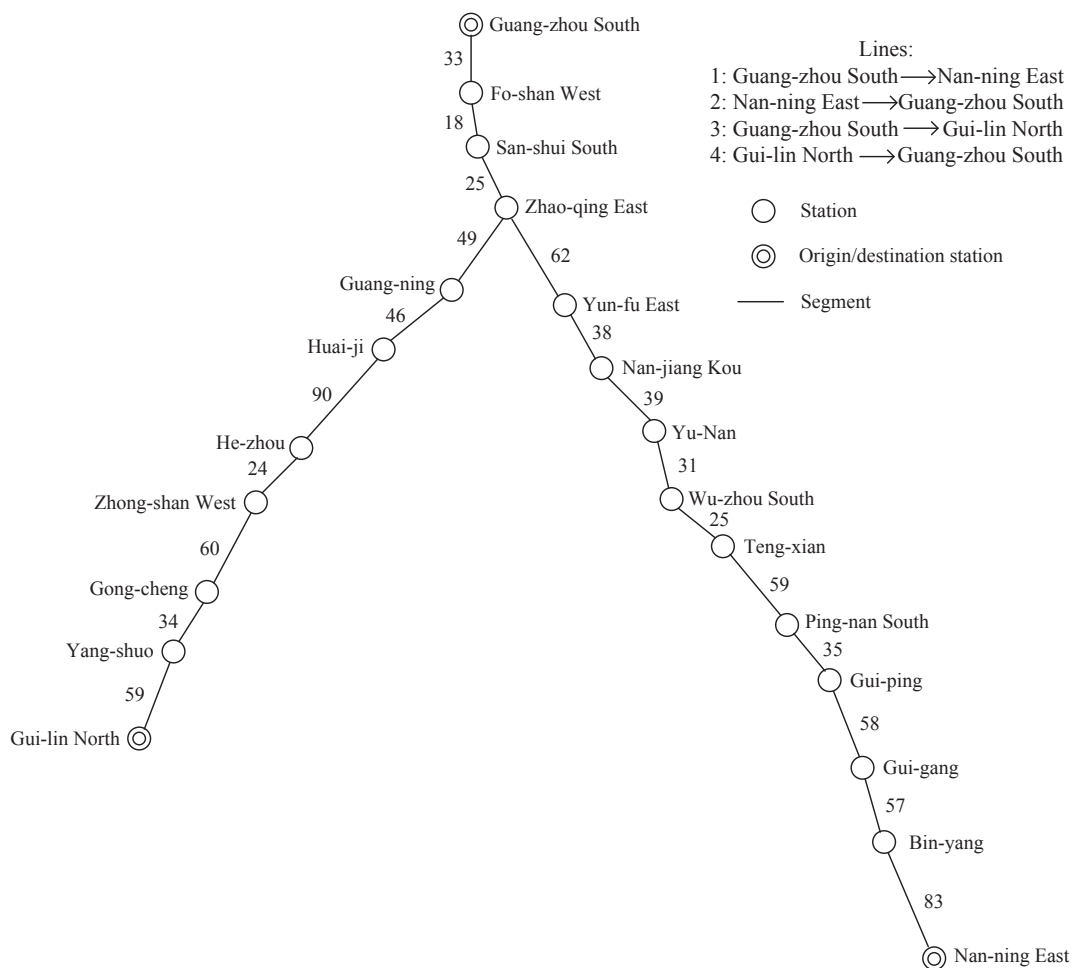 Guang-zhou South
33
Fo-shan West
18
San-shui South
25
Zhao-qing East
Lines:
1: Guang-zhou South → Nan-ning East
2: Nan-ning East → Guang-zhou South
3: Guang-zhou South → Gui-lin North
4: Gui-lin North → Guang-zhou South
Station
Origin/destination station
Segment
49
Guang-ning
46
Huai-ji
90
He-zhou
24
Zhong-shan West
60
Gong-cheng
34
Yang-shuo
59
Gui-lin North
62
Yun-fu East
38
Nan-jiang Kou
39
Yu-Nan
31
Wu-zhou South
25
Teng-xian
59
Ping-nan South
35
Gui-ping
58
Gui-gang
57
Bin-yang
83
Nan-ning East